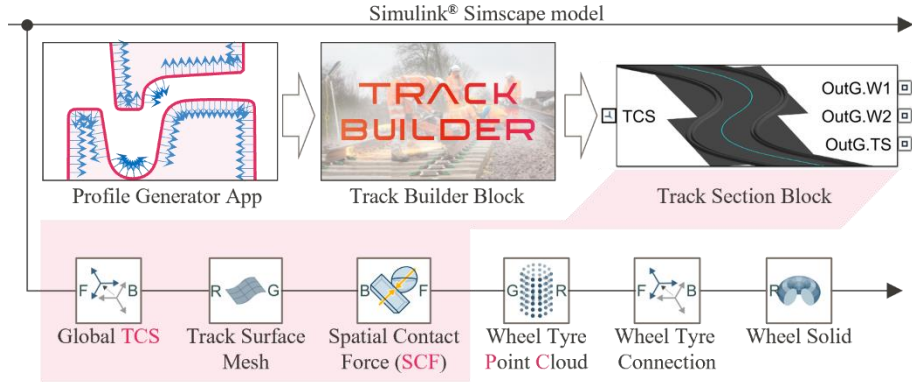 Simulink® Simscape model
TRACK
BUILDER
TCS
OutG.W1
OutG.W2
OutG.TS
Profile Generator App
Track Builder Block
Track Section Block
F B
R G
B F
G R
F B
R
Global TCS
Track Surface
Mesh
Spatial Contact
Force (SCF)
Wheel Tyre
Point Cloud
Wheel Tyre
Connection
Wheel Solid